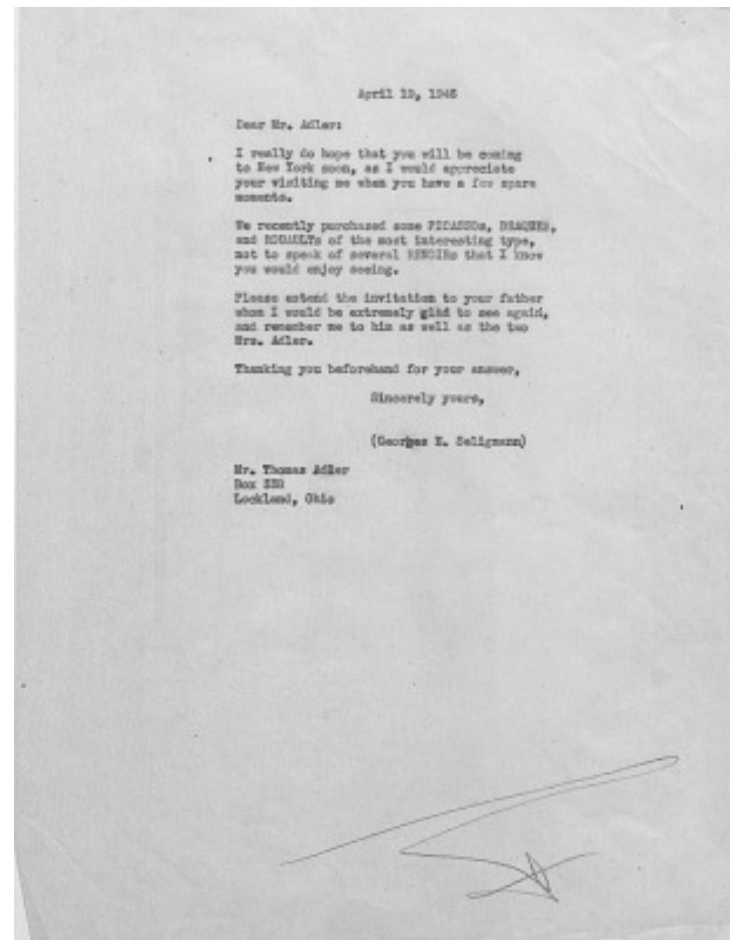 April 19, 1946
Dear Mr. Adler:
I really do hope that you will be coming
to New York soon, as I would appreciate
your visiting me when you have a few spare
moments.
We recently purchased some PICASSOs, BRAQUEs,
and ROUAULTs of the most interesting type,
not to speak of several RENOIRs that I know
you would enjoy seeing.
Please extend the invitation to your father
whom I would be extremely glad to see again,
and remember me to him as well as the two
Mrs. Adler.
Thanking you beforehand for your answer,
Sincerely yours,
(Georges E. Seligmann)
Mr. Thomas Adler
Box
Lockland, Ohio